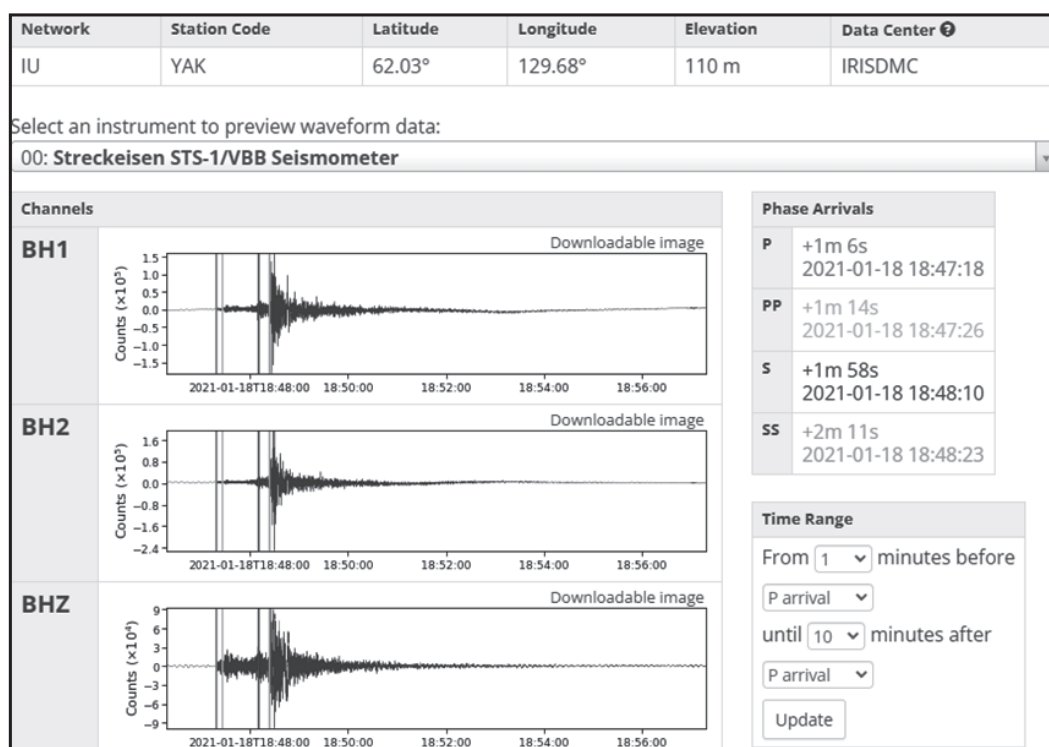 Network Station Code Latitude Longitude Elevation Data Center ?
IU YAK 62.03° 129.68° 110 m IRISDMC
Select an instrument to preview waveform data:
00: Streckeisen STS-1/VBB Seismometer
Channels
BH1
Downloadable image
Counts (×10⁵)
1.5
1.0
0.5
0.0
−0.5
−1.0
−1.5
2021-01-18T18:48:00 18:50:00 18:52:00 18:54:00 18:56:00
BH2
Downloadable image
Counts (×10⁵)
1.6
0.8
0.0
−0.8
−1.6
−2.4
2021-01-18T18:48:00 18:50:00 18:52:00 18:54:00 18:56:00
BHZ
Downloadable image
Counts (×10⁴)
9
6
3
0
−3
−6
−9
2021-01-18T18:48:00 18:50:00 18:52:00 18:54:00 18:56:00
Phase Arrivals
P +1m 6s
2021-01-18 18:47:18
PP +1m 14s
2021-01-18 18:47:26
S +1m 58s
2021-01-18 18:48:10
SS +2m 11s
2021-01-18 18:48:23
Time Range
From 1 minutes before
P arrival
until 10 minutes after
P arrival
Update